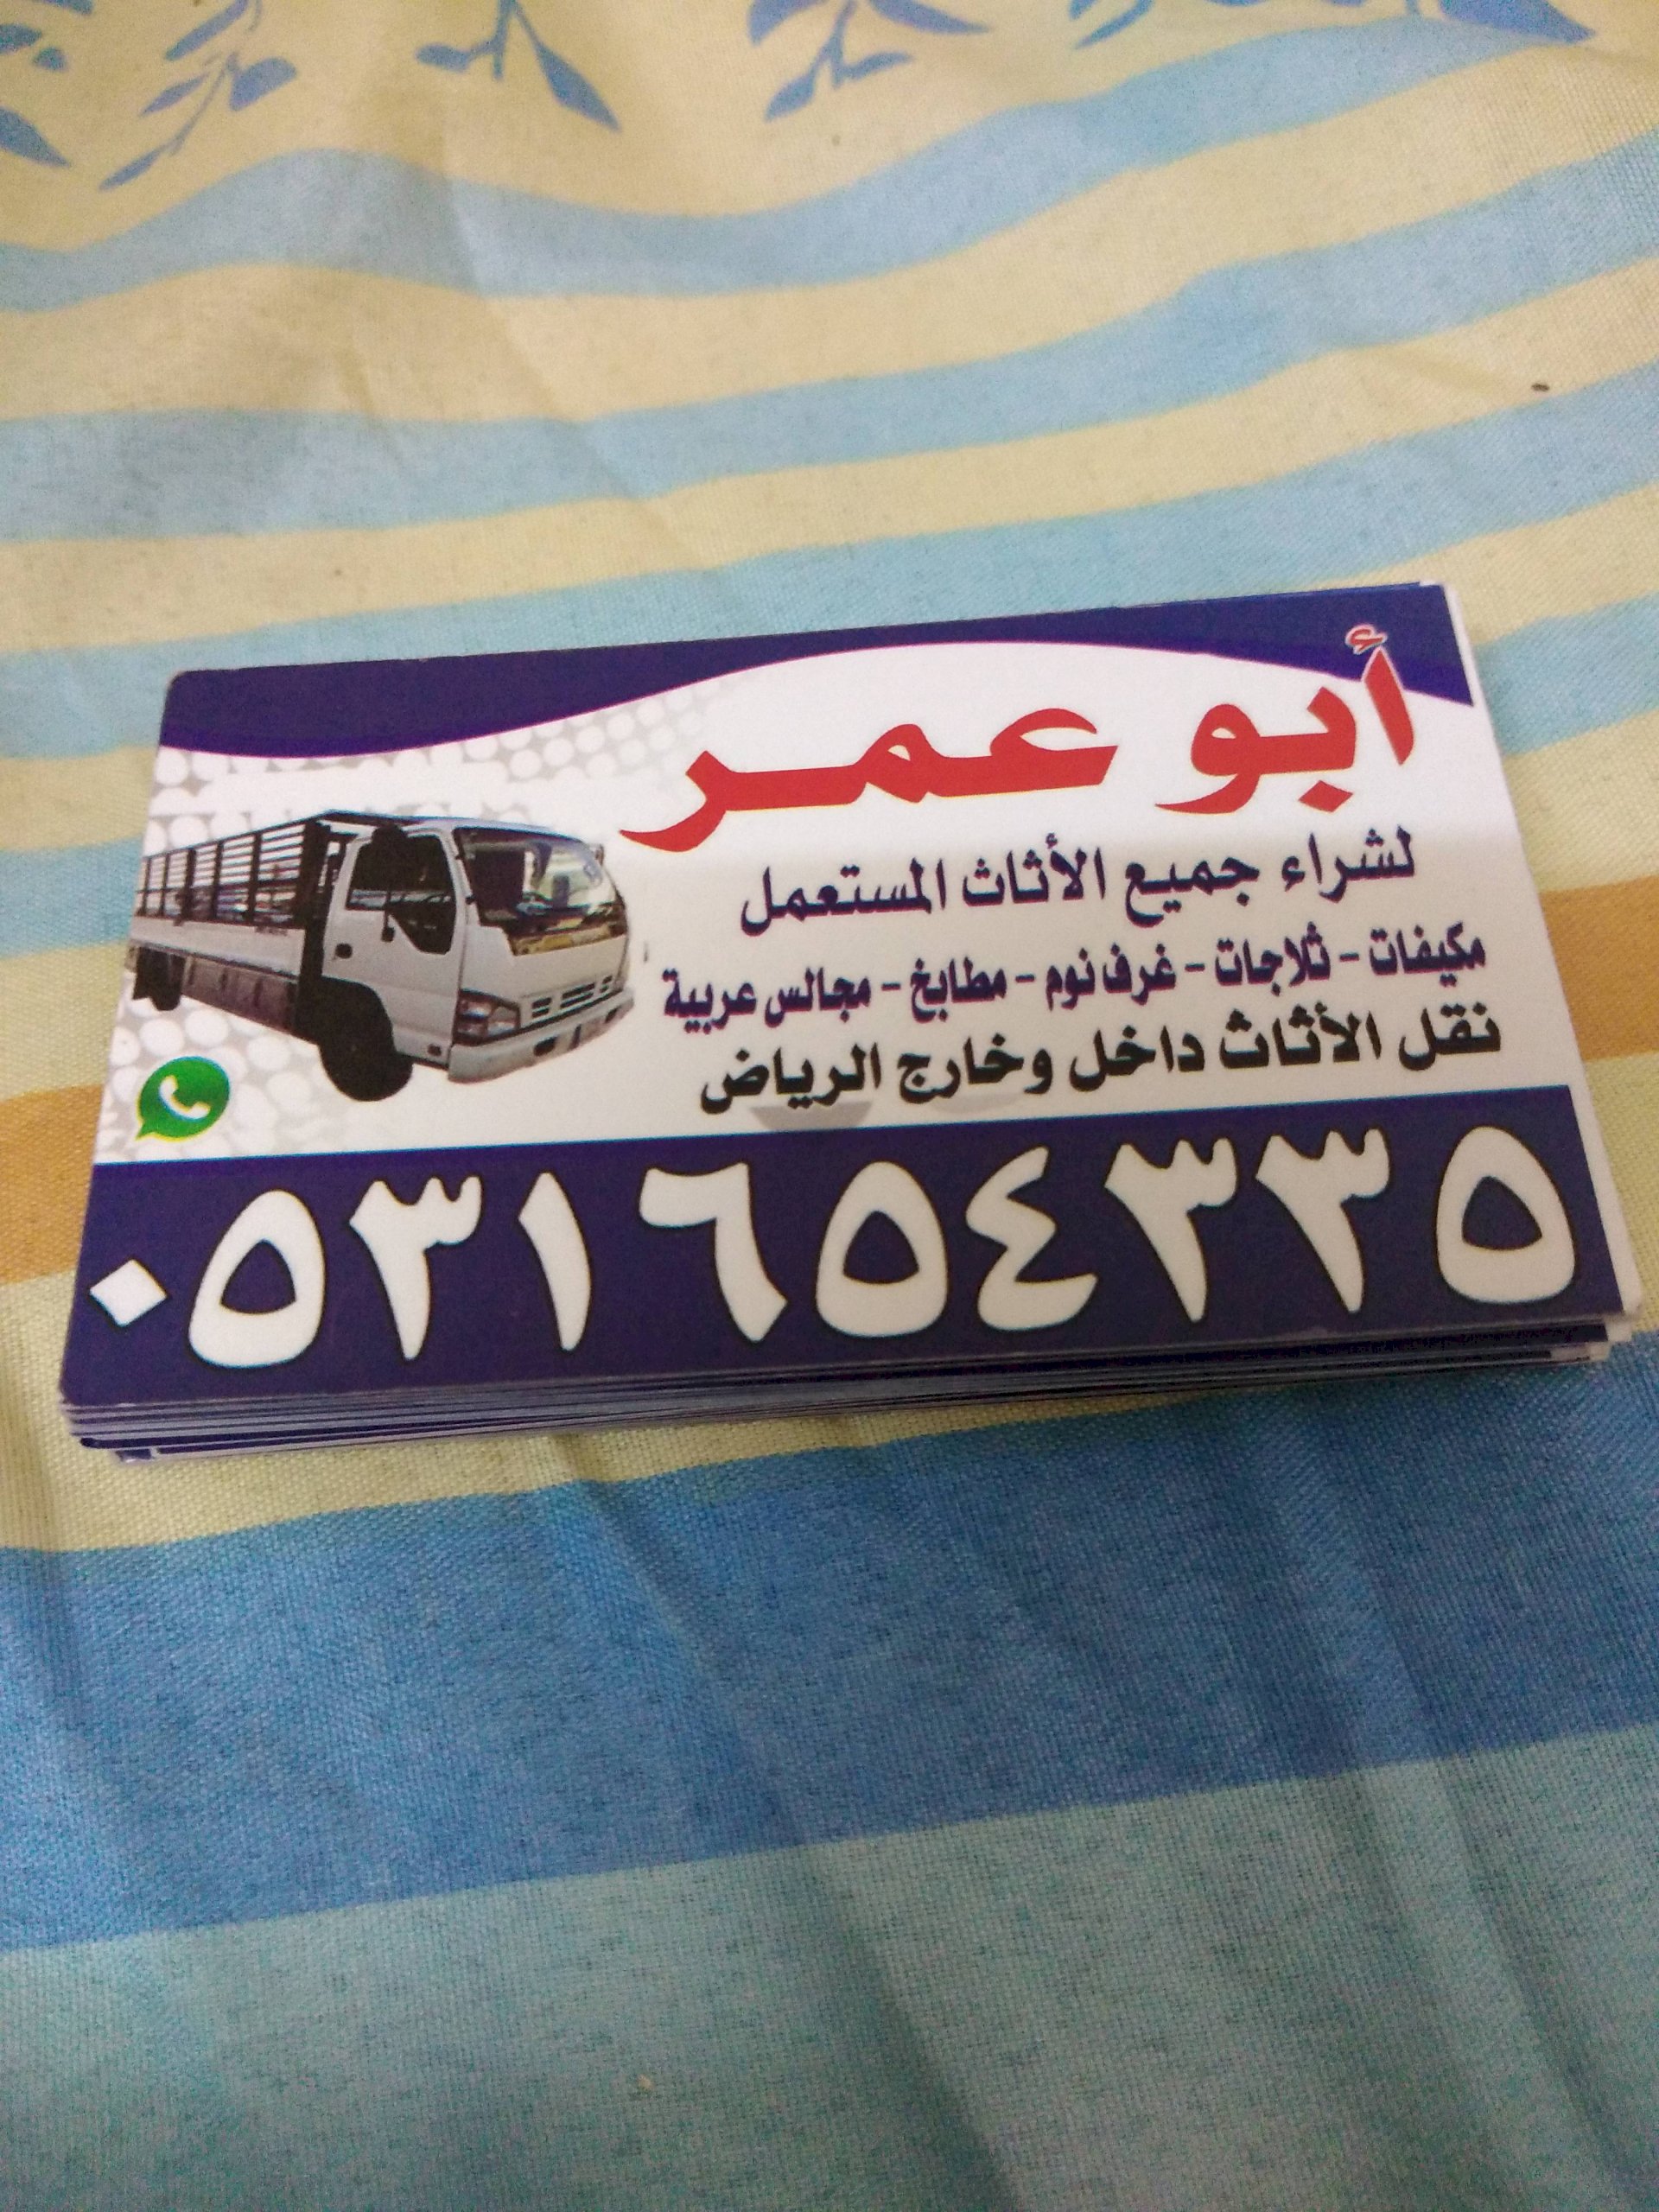 أبو عمر
لشراء جميع الأثاث المستعمل
مكيفات - ثلاجات - غرف نوم - مطابخ - مجالس عربية
نقل الأثاث داخل وخارج الرياض
٠٥٣١٦٥٤٣٣٥